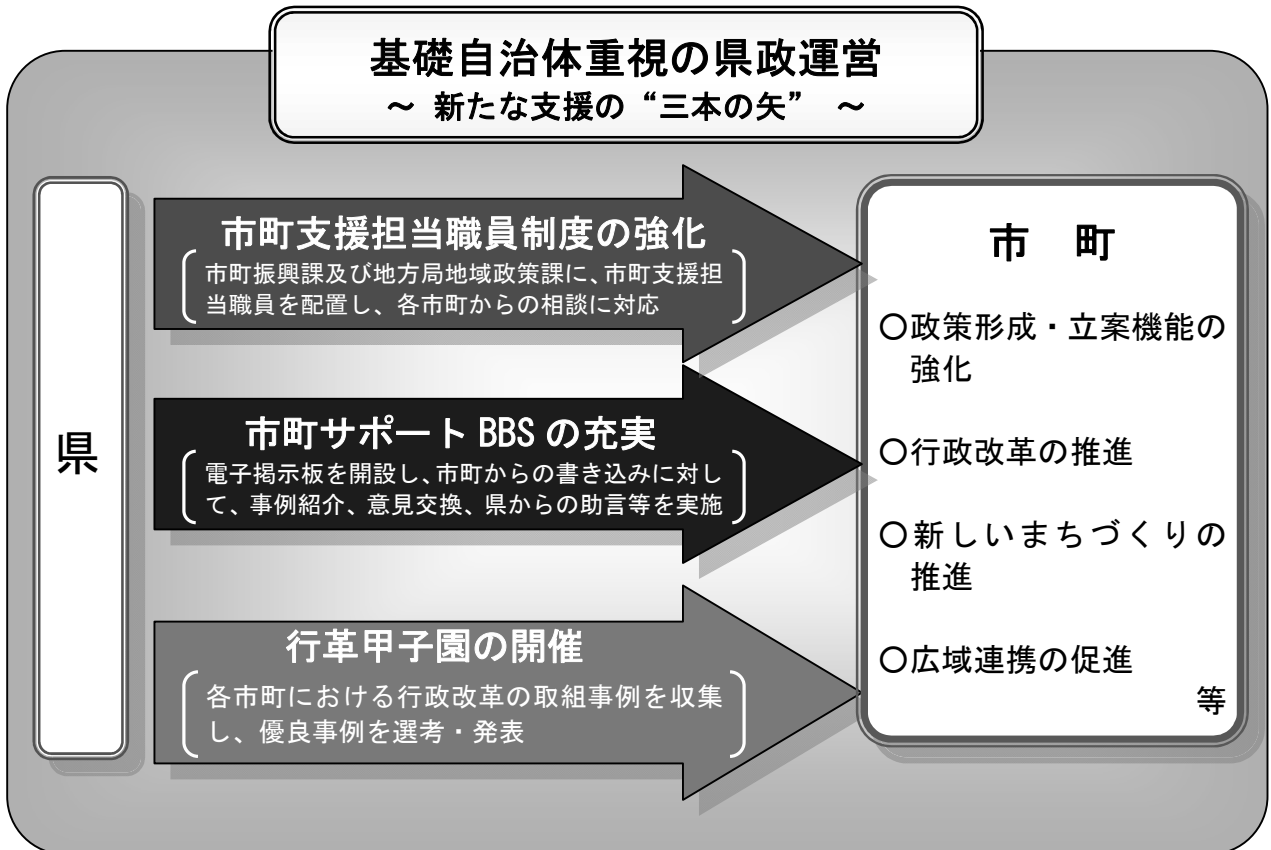 基礎自治体重視の県政運営
～ 新たな支援の“三本の矢” ～
県
市町支援担当職員制度の強化
市町振興課及び地方局地域政策課に、市町支援担
当職員を配置し、各市町からの相談に対応
市町サポート BBS の充実
電子掲示板を開設し、市町からの書き込みに対し
て、事例紹介、意見交換、県からの助言等を実施
行革甲子園の開催
各市町における行政改革の取組事例を収集
し、優良事例を選考・発表
市 町
○政策形成・立案機能の
強化
○行政改革の推進
○新しいまちづくりの
推進
○広域連携の促進
等